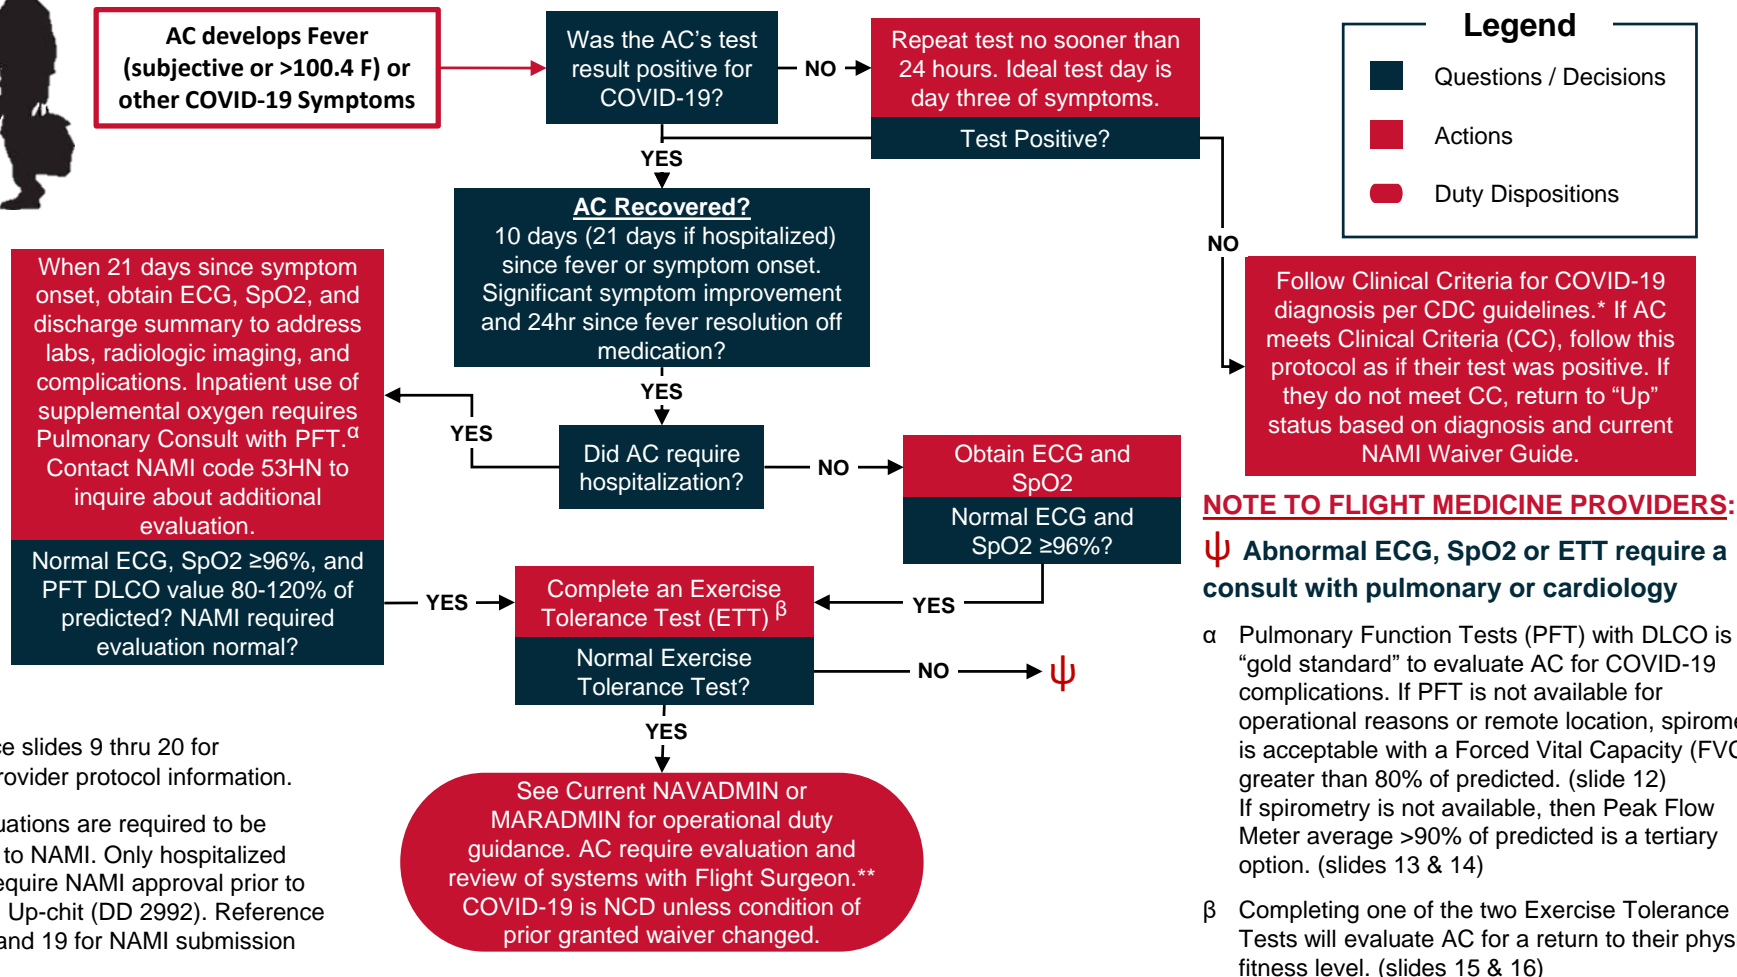 AC develops Fever
(subjective or >100.4 F) or
other COVID-19 Symptoms
Was the AC’s test
result positive for
COVID-19?
NO
Repeat test no sooner than
24 hours. Ideal test day is
day three of symptoms.
Test Positive?
Legend
Questions / Decisions
Actions
Duty Dispositions
YES
NO
AC Recovered?
10 days (21 days if hospitalized)
since fever or symptom onset.
Significant symptom improvement
and 24hr since fever resolution off
medication?
Follow Clinical Criteria for COVID-19
diagnosis per CDC guidelines.* If AC
meets Clinical Criteria (CC), follow this
protocol as if their test was positive. If
they do not meet CC, return to “Up”
status based on diagnosis and current
NAMI Waiver Guide.
YES
Did AC require
hospitalization?
YES
When 21 days since symptom
onset, obtain ECG, SpO2, and
discharge summary to address
labs, radiologic imaging, and
complications. Inpatient use of
supplemental oxygen requires
Pulmonary Consult with PFT.α
Contact NAMI code 53HN to
inquire about additional
evaluation.
Normal ECG, SpO2 ≥96%, and
PFT DLCO value 80-120% of
predicted? NAMI required
evaluation normal?
NO
Obtain ECG and
SpO2
Normal ECG and
SpO2 ≥96%?
YES
YES
Complete an Exercise
Tolerance Test (ETT) β
Normal Exercise
Tolerance Test?
NO
ψ
YES
See Current NAVADMIN or
MARADMIN for operational duty
guidance. AC require evaluation and
review of systems with Flight Surgeon.**
COVID-19 is NCD unless condition of
prior granted waiver changed.
NOTE TO FLIGHT MEDICINE PROVIDERS:
ψ Abnormal ECG, SpO2 or ETT require a
consult with pulmonary or cardiology
α Pulmonary Function Tests (PFT) with DLCO is
“gold standard” to evaluate AC for COVID-19
complications. If PFT is not available for
operational reasons or remote location, spirome
is acceptable with a Forced Vital Capacity (FVC
greater than 80% of predicted. (slide 12)
If spirometry is not available, then Peak Flow
Meter average >90% of predicted is a tertiary
option. (slides 13 & 14)
β Completing one of the two Exercise Tolerance
Tests will evaluate AC for a return to their physi
fitness level. (slides 15 & 16)
ce slides 9 thru 20 for
rovider protocol information.
uations are required to be
to NAMI. Only hospitalized
equire NAMI approval prior to
Up-chit (DD 2992). Reference
and 19 for NAMI submission